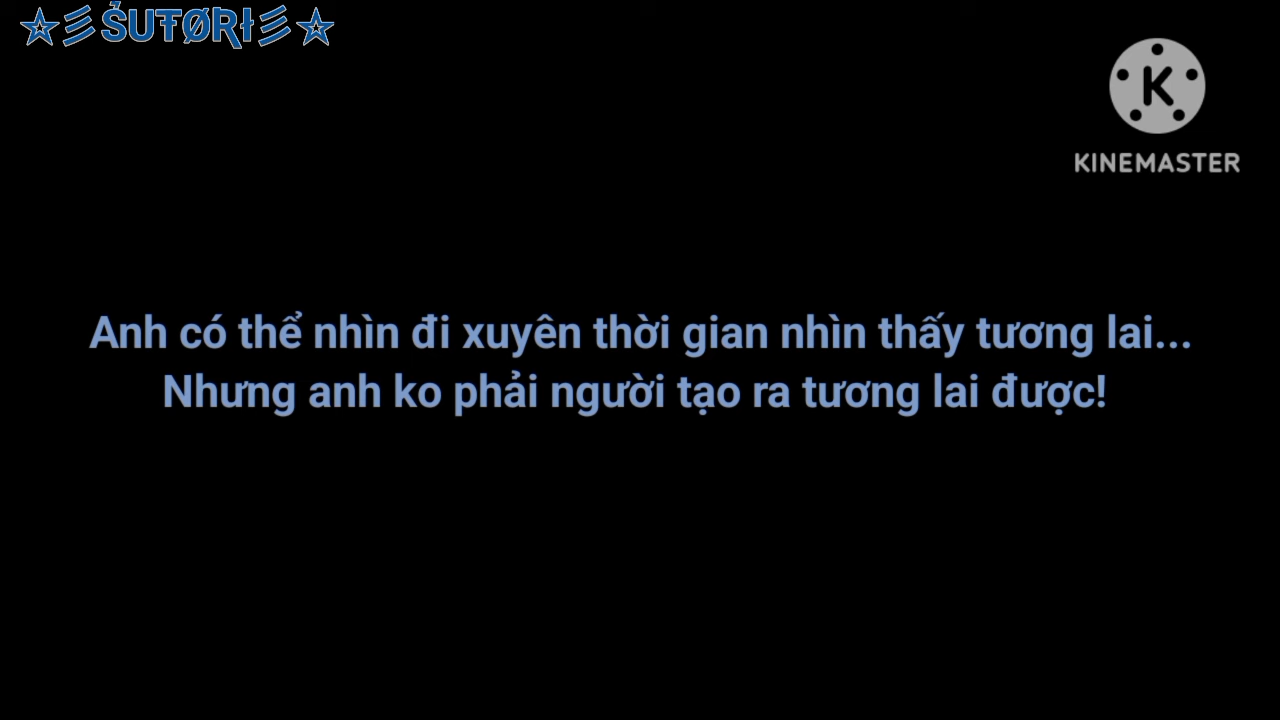 ☆彡ŠUŦØŘƗ彡☆
K
KINEMASTER
Anh có thể nhìn đi xuyên thời gian nhìn thấy tương lai...
Nhưng anh ko phải người tạo ra tương lai được!